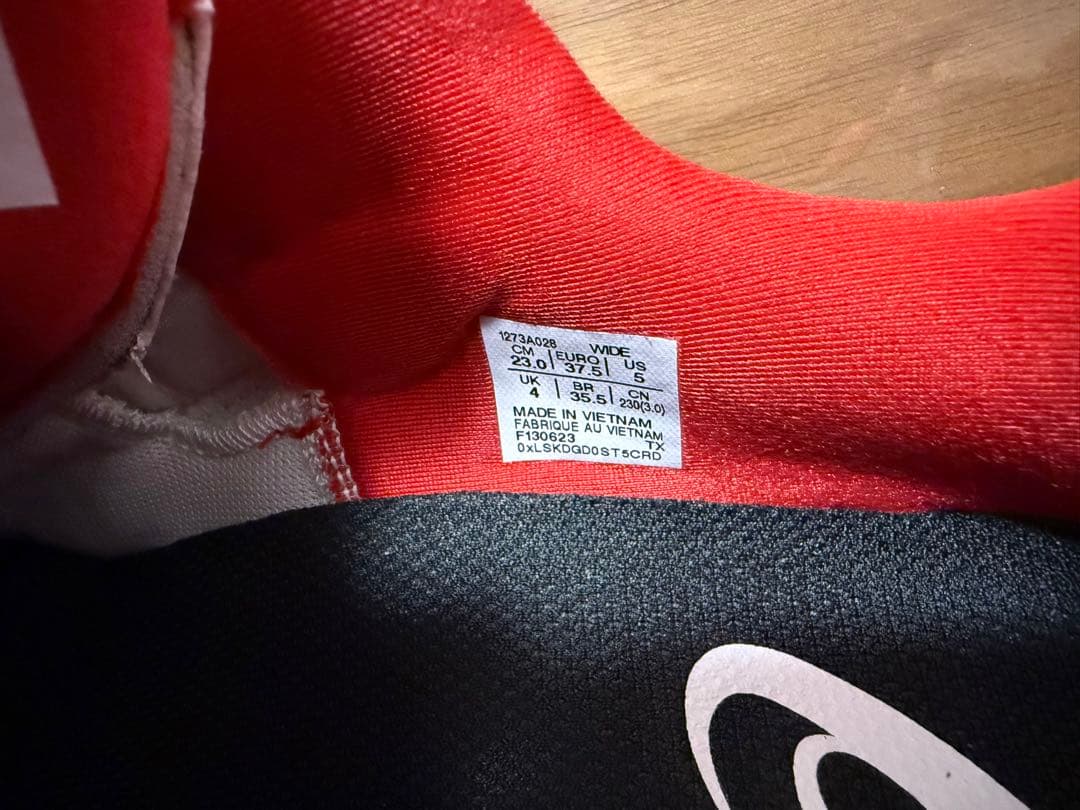 1273A028 WIDE
CM EURO US
23.0 37.5 5
UK BR CN
4 35.5 230(3.0)
MADE IN VIETNAM
FABRIQUE AU VIETNAM
F130623 TX
0xLSKDGD0ST5CRD